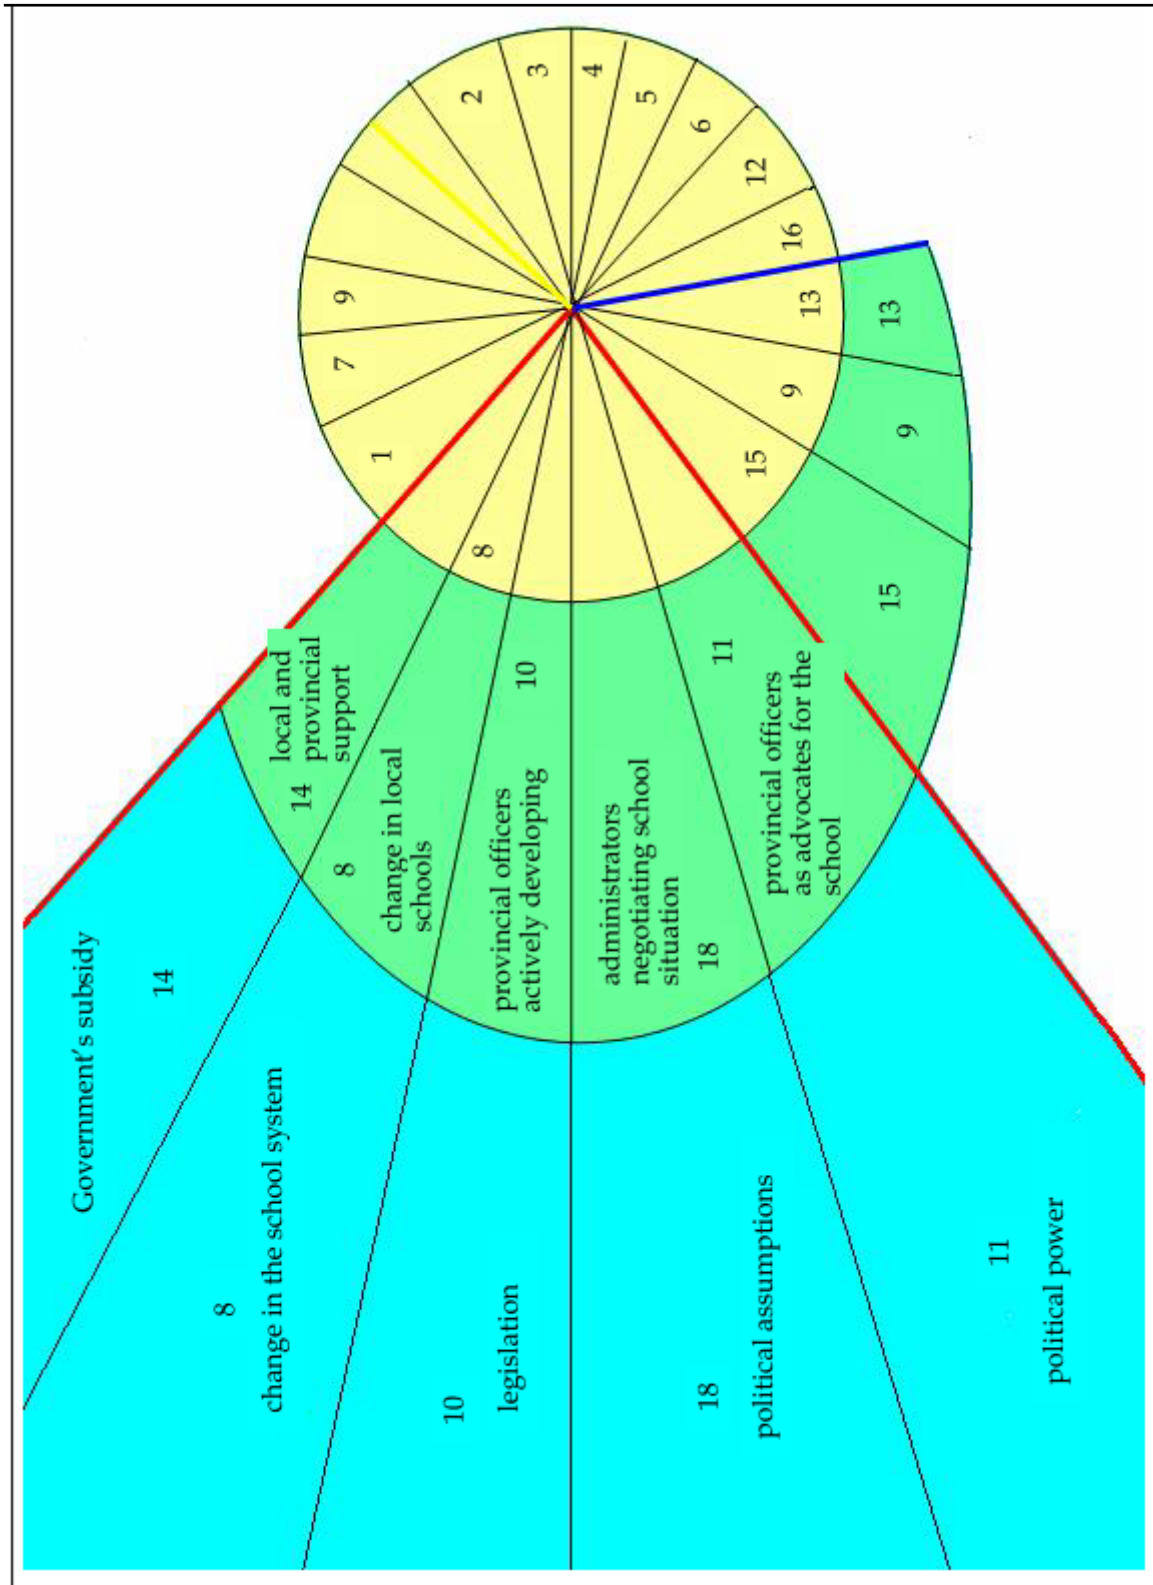 Government's subsidy
14
8
change in the school system
10
legislation
18
political assumptions
11
political power
local and
provincial
support
14
8
change in local
schools
10
provincial officers
actively developing
administrators
negotiating school
situation
18
11
provincial officers
as advocates for the
school
15
9
13
1
7
9
2
3
4
5
6
12
16
13
9
15
8